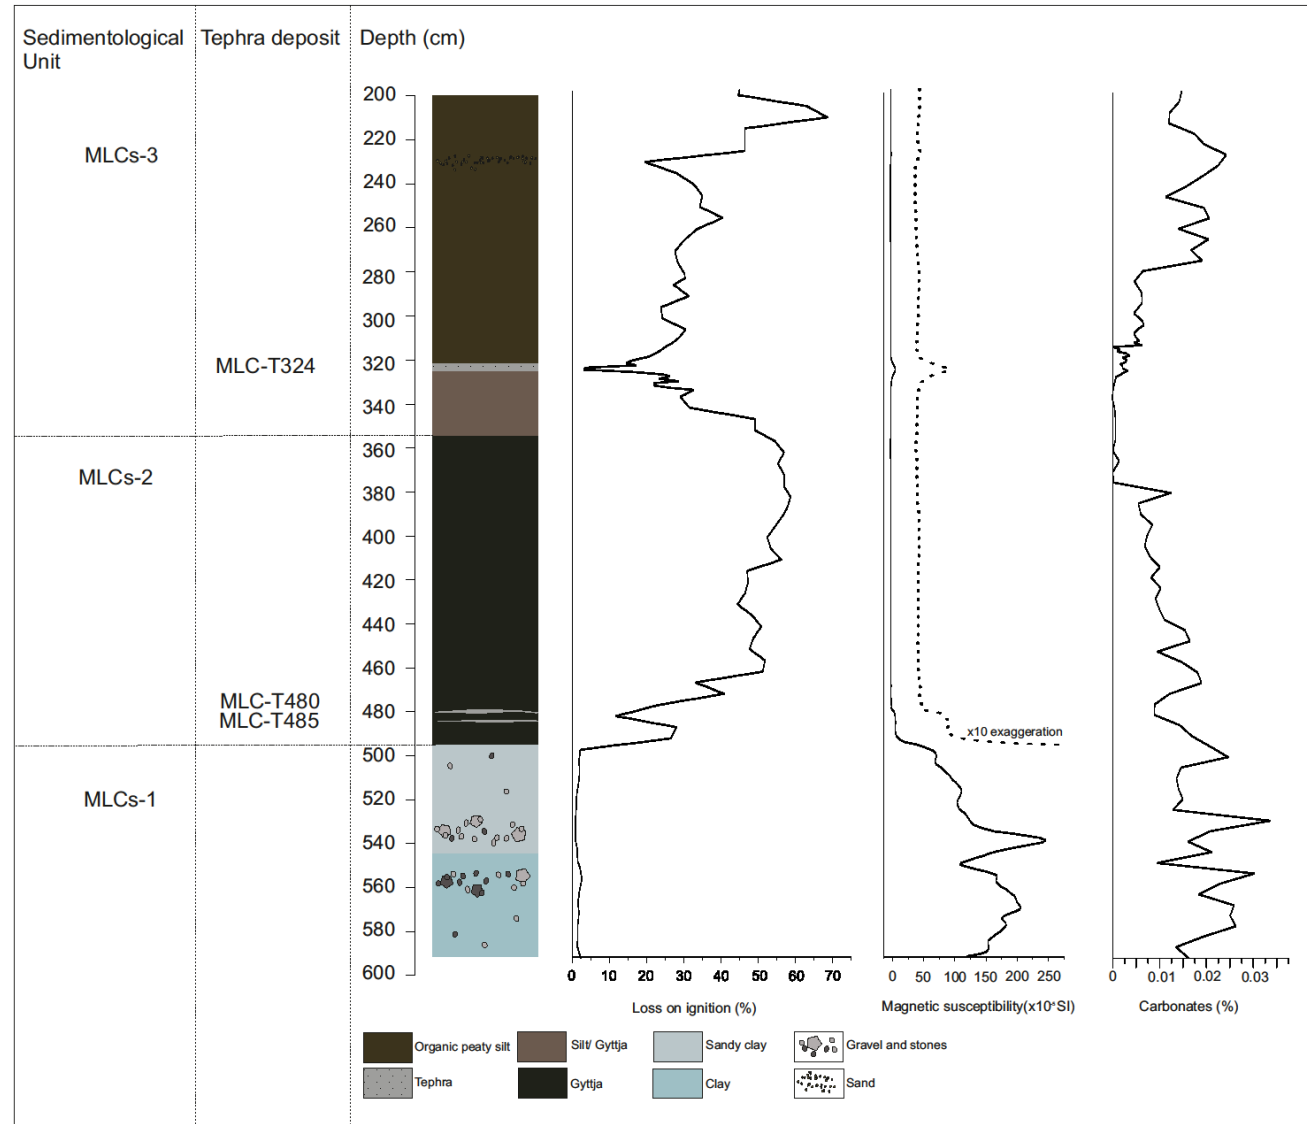 Sedimentological Unit
Tephra deposit
Depth (cm)
200
220
MLCs-3
240
260
280
300
MLC-T324
320
340
360
MLCs-2
380
400
420
440
460
MLC-T480
480
MLC-T485
x10 exaggeration
500
MLCs-1
520
540
560
580
600
0 10 20 30 40 50 60 70
0 50 100 150 200 250
0 0.01 0.02 0.03
Loss on ignition (%)
Magnetic susceptibility(x10⁻⁵SI)
Carbonates (%)
Organic peaty silt
Silt/ Gyttja
Sandy clay
Gravel and stones
Tephra
Gyttja
Clay
Sand